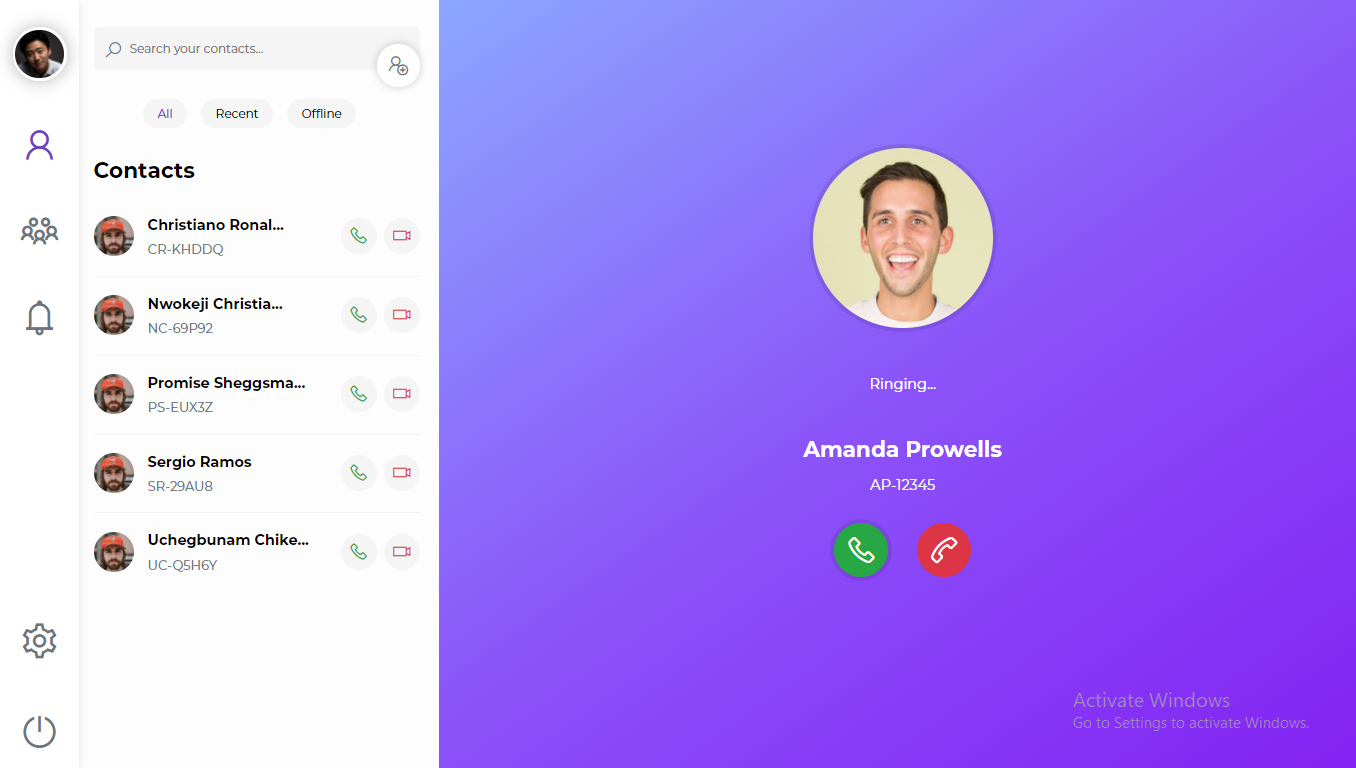 Search your contacts...
All
Recent
Offline
Contacts
Christiano Ronal...
CR-KHDDQ
Nwokeji Christia...
NC-69P92
Promise Sheggsma...
PS-EUX3Z
Sergio Ramos
SR-29AU8
Uchegbunam Chike...
UC-Q5H6Y
Ringing...
Amanda Prowells
AP-12345
Activate Windows
Go to Settings to activate Windows.